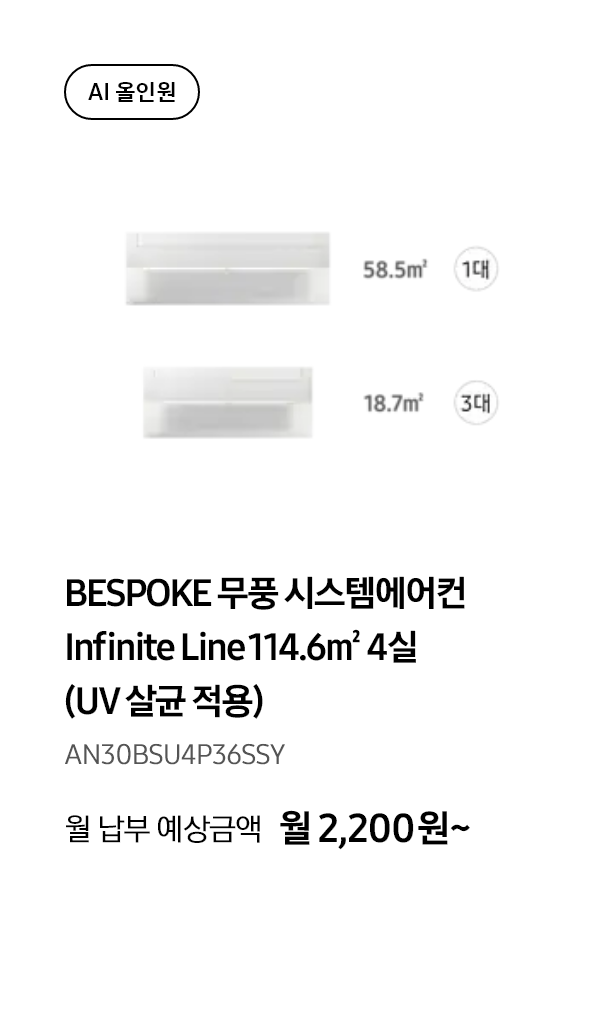 AI 올인원
58.5㎡ 1대
18.7㎡ 3대
BESPOKE 무풍 시스템에어컨
Infinite Line 114.6㎡ 4실
(UV 살균 적용)
AN30BSU4P36SSY
월 납부 예상금액 월 2,200원~